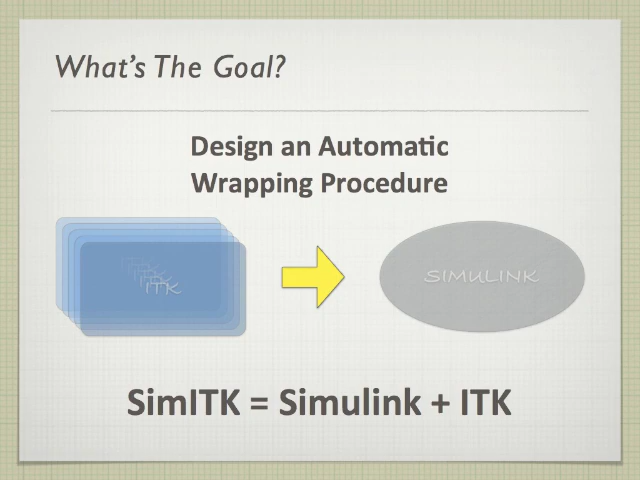 What's The Goal?
Design an Automatic
Wrapping Procedure
ITK
SIMULINK
SimITK = Simulink + ITK